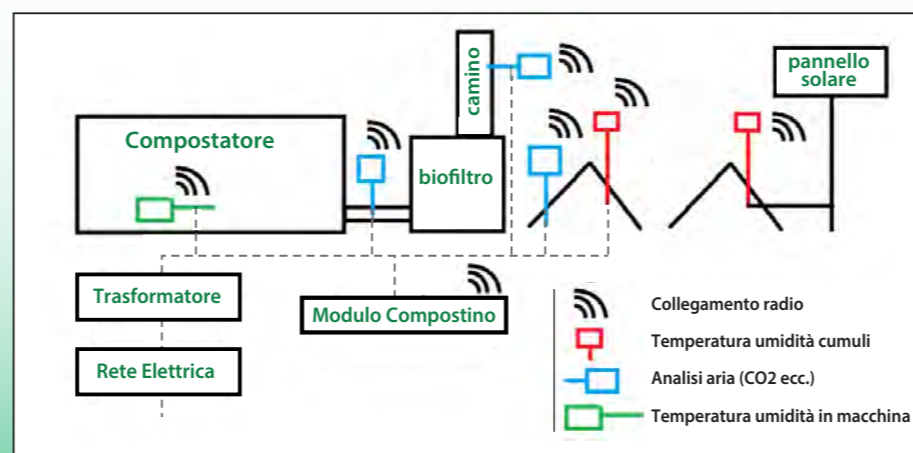 camino
pannello
solare
Compostatore
biofiltro
Trasformatore
Modulo Compostino
Rete Elettrica
Collegamento radio
Temperatura umidità cumuli
Analisi aria (CO2 ecc.)
Temperatura umidità in macchina